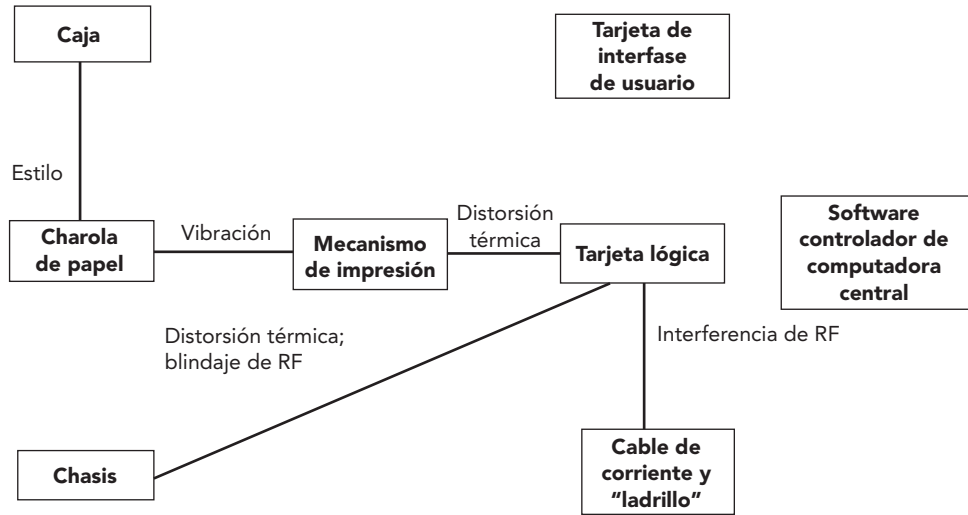 Caja
Tarjeta de
interfase
de usuario
Estilo
Charola
de papel
Vibración
Mecanismo
de impresión
Distorsión
térmica
Tarjeta lógica
Software
controlador de
computadora
central
Distorsión térmica;
blindaje de RF
Interferencia de RF
Chasis
Cable de
corriente y
"ladrillo"